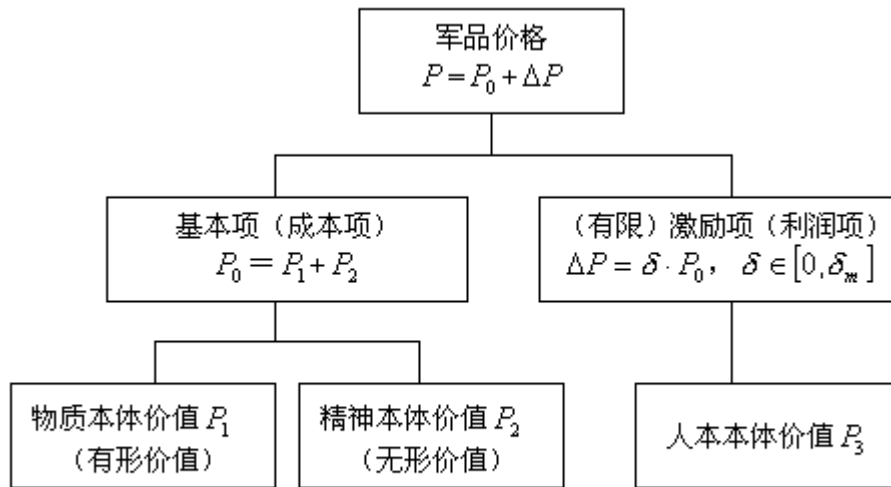 军品价格
P = P₀ + ΔP
基本项（成本项）
P₀ ＝ P₁ + P₂
（有限）激励项（利润项）
ΔP = δ · P₀， δ ∈ [0, δₘ]
物质本体价值 P₁
（有形价值）
精神本体价值 P₂
（无形价值）
人本本体价值 P₃